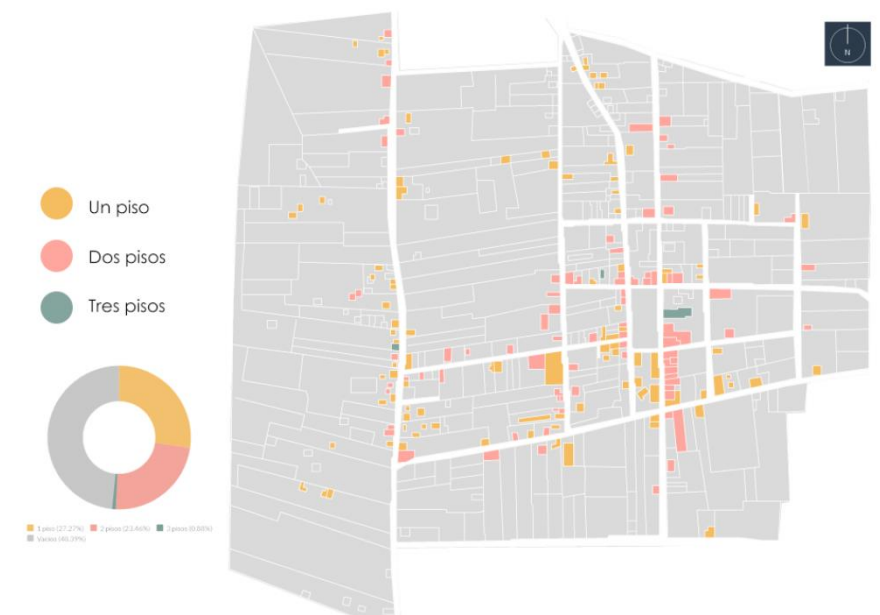 N
Un piso
Dos pisos
Tres pisos
1 piso (27.27%) 2 pisos (23.46%) 3 pisos (0.88%)
Vacíos (48.39%)